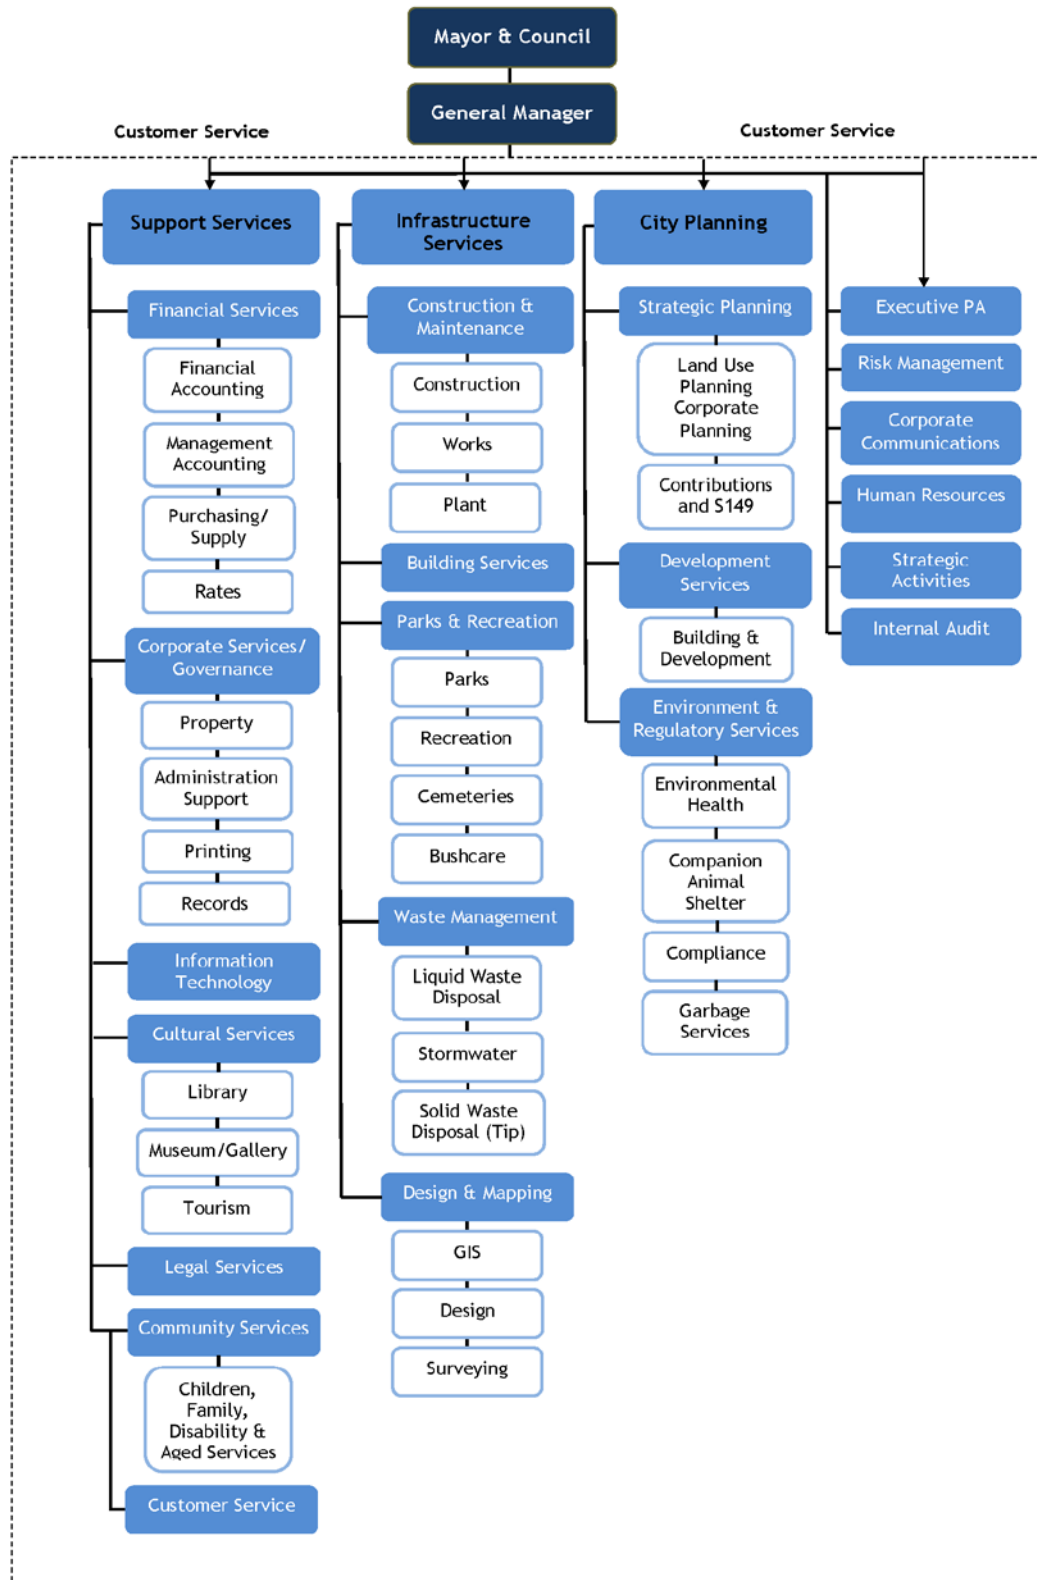 Mayor & Council
General Manager
Customer Service
Customer Service
Support Services
Financial Services
Financial
Accounting
Management
Accounting
Purchasing/
Supply
Rates
Corporate Services/
Governance
Property
Administration
Support
Printing
Records
Information
Technology
Cultural Services
Library
Museum/Gallery
Tourism
Legal Services
Community Services
Children,
Family,
Disability &
Aged Services
Customer Service
Infrastructure
Services
Construction &
Maintenance
Construction
Works
Plant
Building Services
Parks & Recreation
Parks
Recreation
Cemeteries
Bushcare
Waste Management
Liquid Waste
Disposal
Stormwater
Solid Waste
Disposal (Tip)
Design & Mapping
GIS
Design
Surveying
City Planning
Strategic Planning
Land Use
Planning
Corporate
Planning
Contributions
and S149
Development
Services
Building &
Development
Environment &
Regulatory Services
Environmental
Health
Companion
Animal
Shelter
Compliance
Garbage
Services
Executive PA
Risk Management
Corporate
Communications
Human Resources
Strategic
Activities
Internal Audit